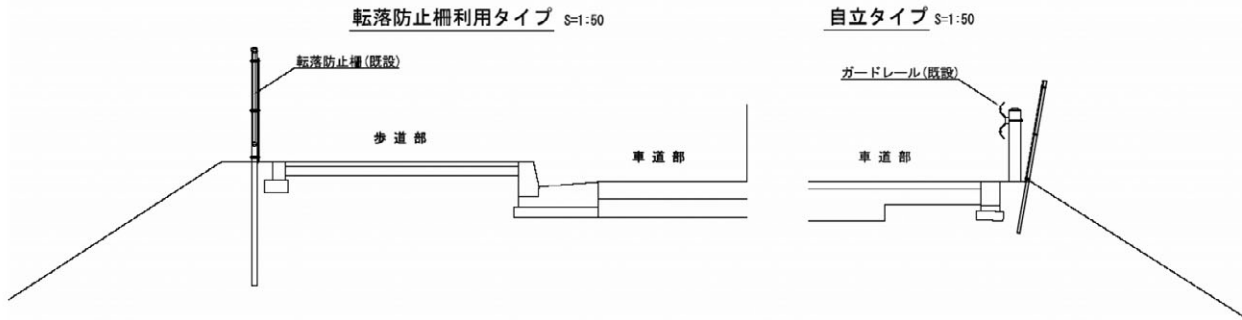 転落防止柵利用タイプ S=1:50
自立タイプ S=1:50
転落防止柵(既設)
ガードレール(既設)
歩道部
車道部
車道部